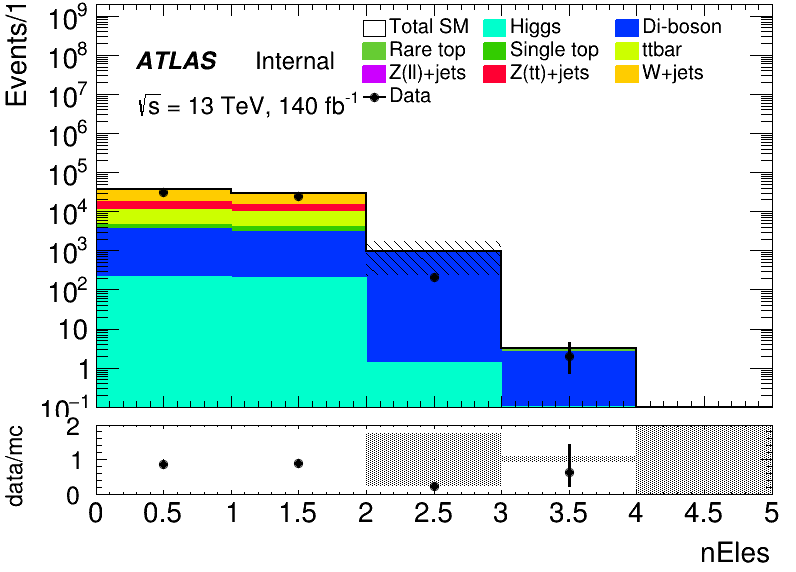 Events/1
10⁹
10⁸
10⁷
10⁶
10⁵
10⁴
10³
10²
10
1
10⁻¹
ATLAS Internal
√s = 13 TeV, 140 fb⁻¹
Total SM Higgs Di-boson
Rare top Single top ttbar
Z(ll)+jets Z(tt)+jets W+jets
Data
data/mc
2
1
0
0 0.5 1 1.5 2 2.5 3 3.5 4 4.5 5
nEles